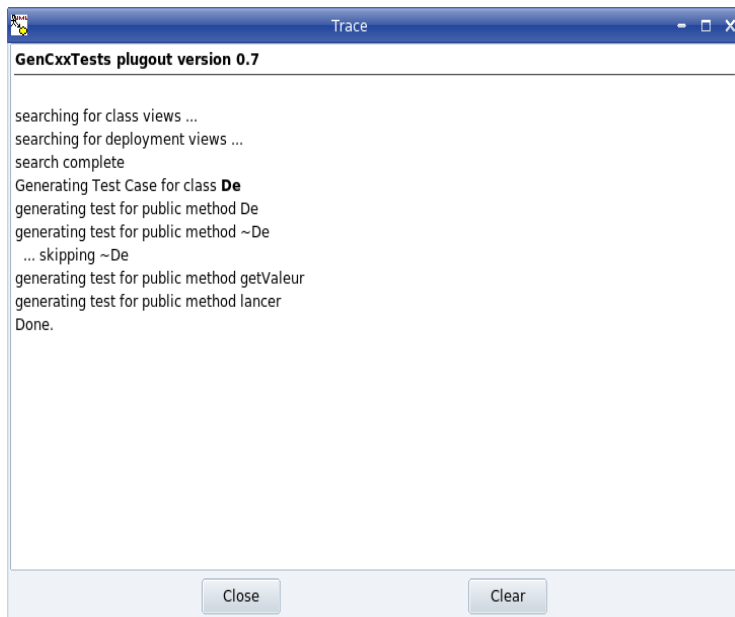 Trace
GenCxxTests plugout version 0.7
searching for class views ...
searching for deployment views ...
search complete
Generating Test Case for class De
generating test for public method De
generating test for public method ~De
... skipping ~De
generating test for public method getValeur
generating test for public method lancer
Done.
Close
Clear